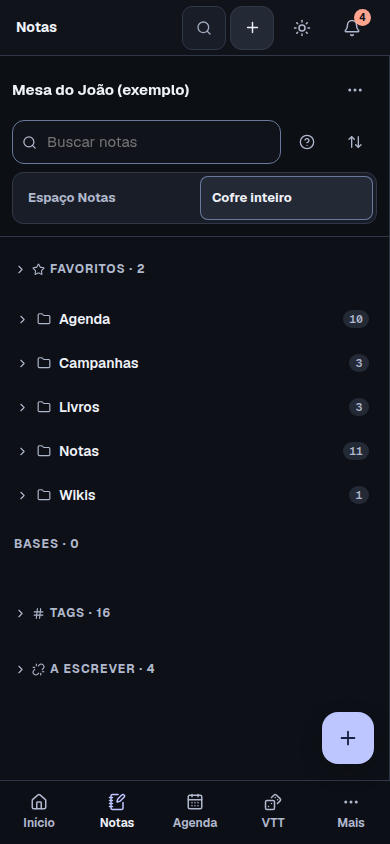 Notas
4
Mesa do João (exemplo)
Buscar notas
Espaço Notas
Cofre inteiro
FAVORITOS · 2
Agenda 10
Campanhas 3
Livros 3
Notas 11
Wikis 1
BASES · 0
TAGS · 16
A ESCREVER · 4
Início Notas Agenda VTT Mais